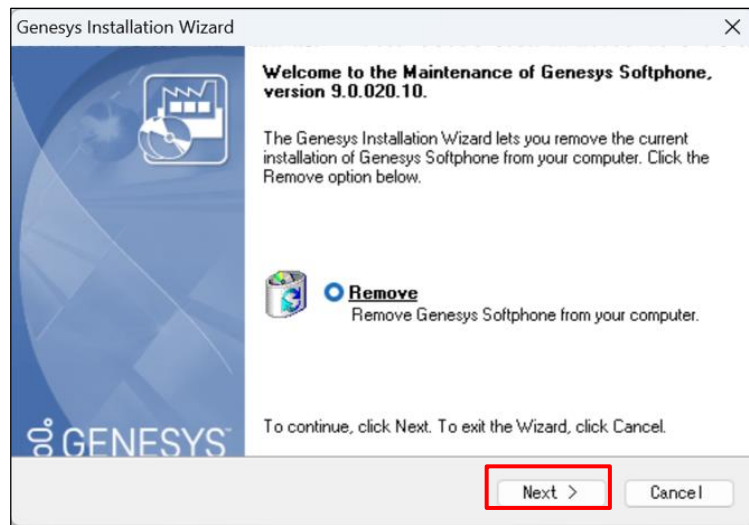 Genesys Installation Wizard
Welcome to the Maintenance of Genesys Softphone,
version 9.0.020.10.
The Genesys Installation Wizard lets you remove the current
installation of Genesys Softphone from your computer. Click the
Remove option below.
Remove
Remove Genesys Softphone from your computer.
To continue, click Next. To exit the Wizard, click Cancel.
GENESYS
Next >
Cancel